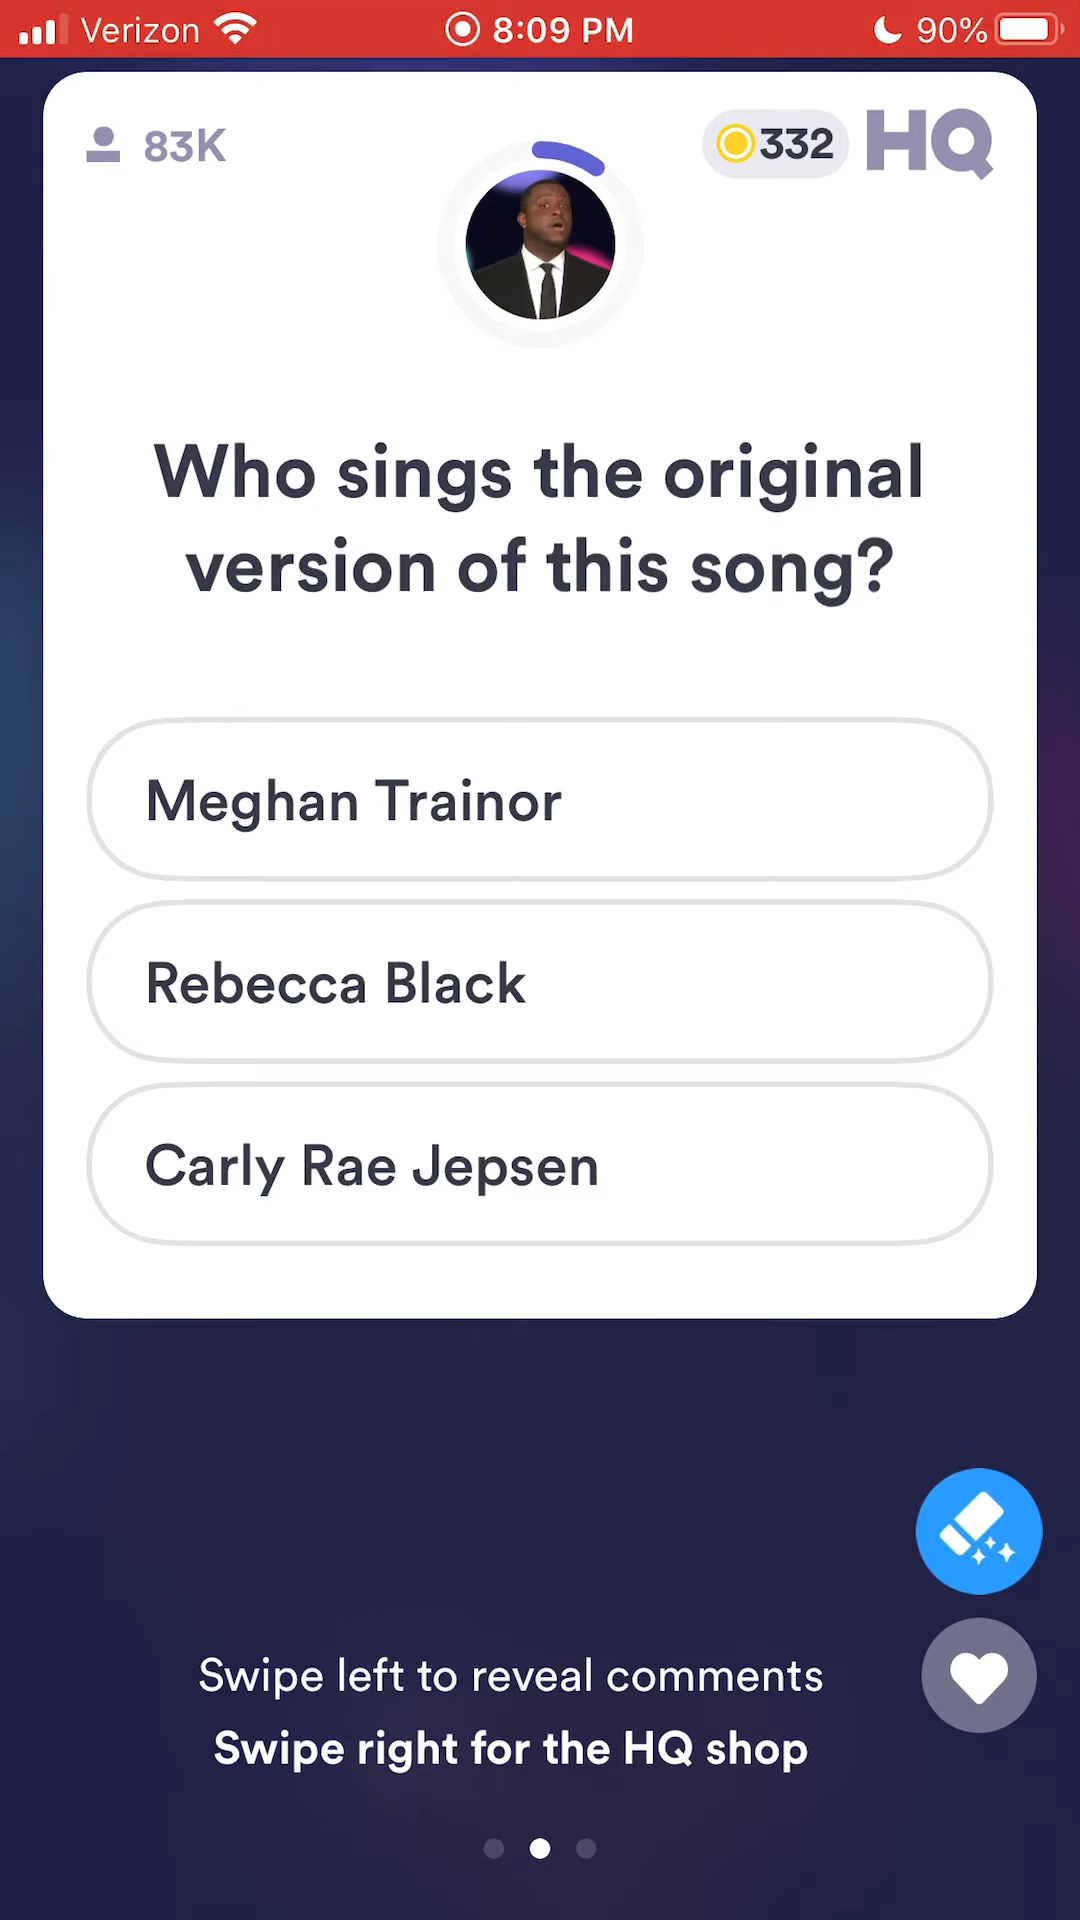 Verizon 8:09 PM 90%
83K 332 HQ
Who sings the original
version of this song?
Meghan Trainor
Rebecca Black
Carly Rae Jepsen
Swipe left to reveal comments
Swipe right for the HQ shop